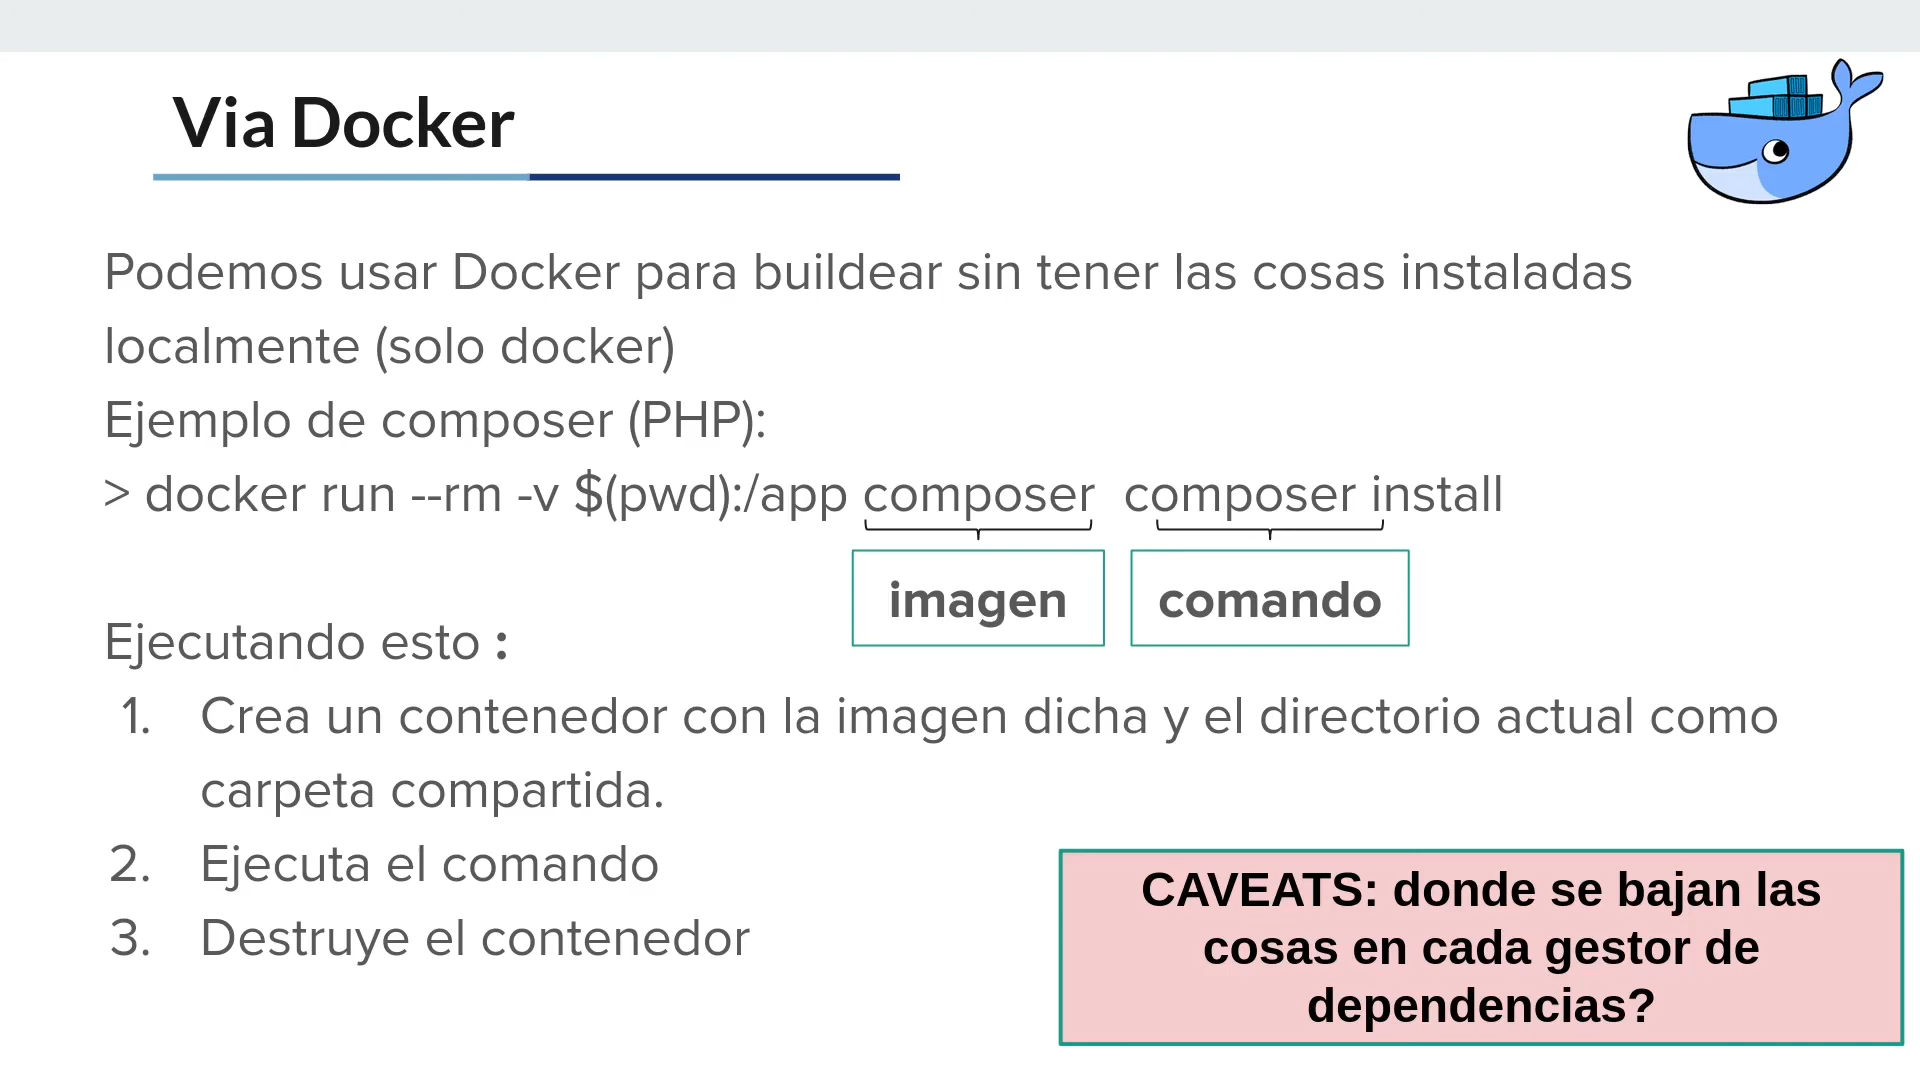 Via Docker
Podemos usar Docker para buildear sin tener las cosas instaladas
localmente (solo docker)
Ejemplo de composer (PHP):
> docker run --rm -v $(pwd):/app composer  composer install
imagen
comando
Ejecutando esto :
1. Crea un contenedor con la imagen dicha y el directorio actual como
carpeta compartida.
2. Ejecuta el comando
3. Destruye el contenedor
CAVEATS: donde se bajan las
cosas en cada gestor de
dependencias?